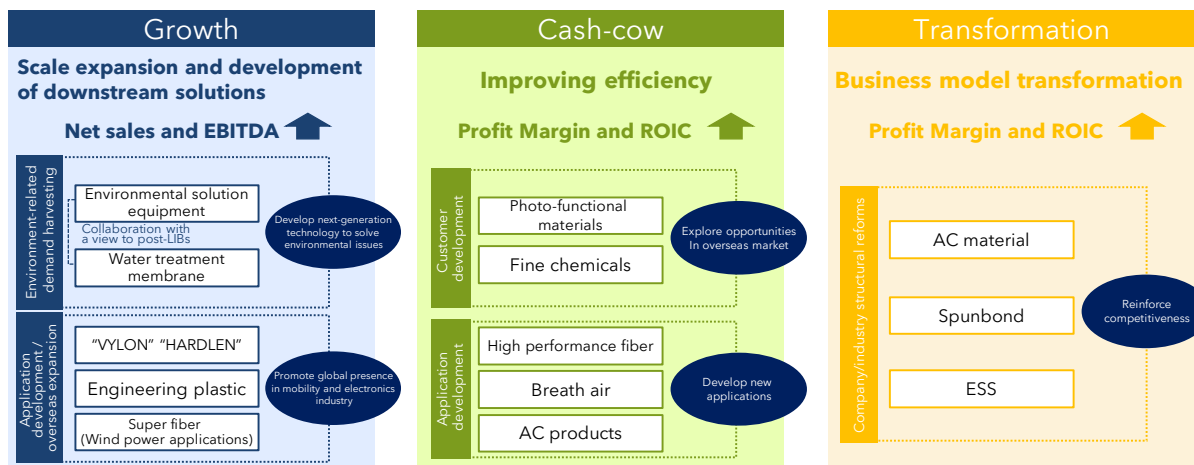 Growth
Scale expansion and development
of downstream solutions
Net sales and EBITDA
Environment-related
demand harvesting
Environmental solution
equipment
Collaboration with
a view to post-LIBs
Water treatment
membrane
Develop next-generation
technology to solve
environmental issues
Application
development /
overseas expansion
“VYLON” “HARDLEN”
Engineering plastic
Super fiber
(Wind power applications)
Promote global presence
in mobility and electronics
industry
Cash-cow
Improving efficiency
Profit Margin and ROIC
Customer
development
Photo-functional
materials
Fine chemicals
Explore opportunities
In overseas market
Application
development
High performance fiber
Breath air
AC products
Develop new
applications
Transformation
Business model transformation
Profit Margin and ROIC
Company/industry structural reforms
AC material
Spunbond
ESS
Reinforce
competitiveness